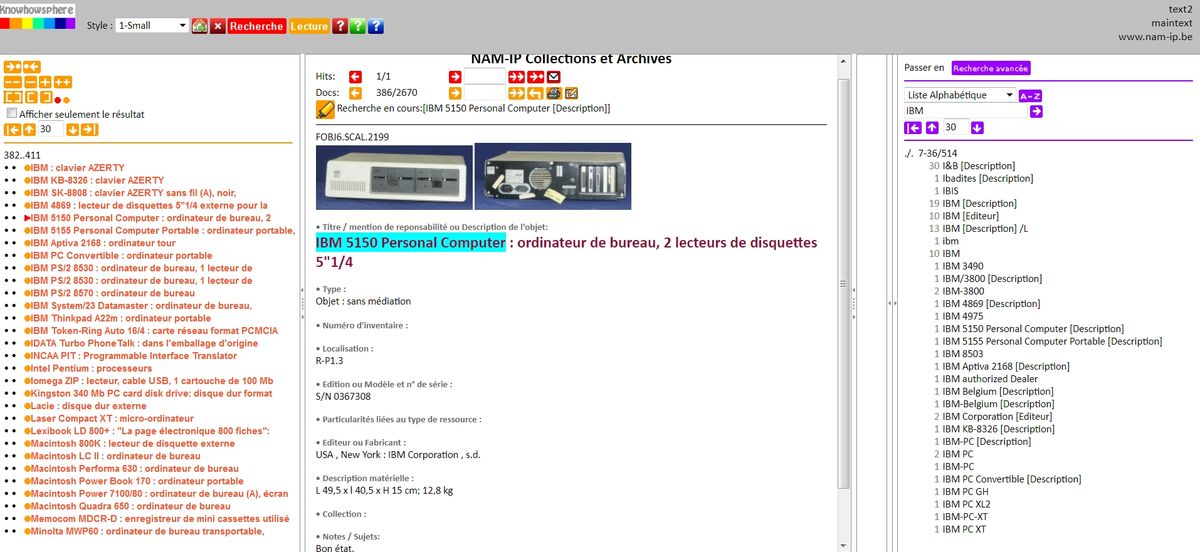 Knowhowsphere
Style : 1-Small
Recherche
Lecture
? ? ?
text2
maintext
www.nam-ip.be
Afficher seulement le résultat
30
382..411
IBM : clavier AZERTY
IBM KB-8326 : clavier AZERTY
IBM SK-8808 : clavier AZERTY sans fil (A), noir,
IBM 4869 : lecteur de disquettes 5"1/4 externe pour la
IBM 5150 Personal Computer : ordinateur de bureau, 2
IBM 5155 Personal Computer Portable : ordinateur portable,
IBM Aptiva 2168 : ordinateur tour
IBM PC Convertible : ordinateur portable
IBM PS/2 8530 : ordinateur de bureau, 1 lecteur de
IBM PS/2 8530 : ordinateur de bureau, 1 lecteur de
IBM PS/2 8570 : ordinateur de bureau
IBM System/23 Datamaster : ordinateur de bureau,
IBM Thinkpad A22m : ordinateur portable
IBM Token-Ring Auto 16/4 : carte réseau format PCMCIA
IDATA Turbo PhoneTalk : dans l'emballage d'origine
INCAA PIT : Programmable Interface Translator
Intel Pentium : processeurs
Iomega ZIP : lecteur, cable USB, 1 cartouche de 100 Mb
Kingston 340 Mb PC card disk drive: disque dur format
Lacie : disque dur externe
Laser Compact XT : micro-ordinateur
Lexibook LD 800+ : "La page électronique 800 fiches":
Macintosh 800K : lecteur de disquette externe
Macintosh LC II : ordinateur de bureau
Macintosh Performa 630 : ordinateur de bureau
Macintosh Power Book 170 : ordinateur portable
Macintosh Power 7100/80 : ordinateur de bureau (A), écran
Macintosh Quadra 650 : ordinateur de bureau
Memocom MDCR-D : enregistreur de mini cassettes utilisé
Minolta MWP60 : ordinateur de bureau transportable,
NAM-IP Collections et Archives
Hits: 1/1
Docs: 386/2670
Recherche en cours:[IBM 5150 Personal Computer [Description]]
FOBJ6.SCAL.2199
• Titre / mention de reponsabilité ou Description de l'objet:
IBM 5150 Personal Computer : ordinateur de bureau, 2 lecteurs de disquettes
5"1/4
• Type :
Objet : sans médiation
• Numéro d'inventaire :
• Localisation :
R-P1.3
• Edition ou Modèle et n° de série :
S/N 0367308
• Particularités liées au type de ressource :
• Editeur ou Fabricant :
USA , New York : IBM Corporation , s.d.
• Description matérielle :
L 49,5 x l 40,5 x H 15 cm; 12,8 kg
• Collection :
• Notes / Sujets:
Bon état.
Passer en Recherche avancée
Liste Alphabétique A-Z
IBM
30
./. 7-36/514
30 I&B [Description]
1 Ibadites [Description]
1 IBIS
19 IBM [Description]
10 IBM [Editeur]
13 IBM [Description] /L
1 ibm
10 IBM
1 IBM 3490
1 IBM/3800 [Description]
2 IBM-3800
1 IBM 4869 [Description]
1 IBM 4975
1 IBM 5150 Personal Computer [Description]
1 IBM 5155 Personal Computer Portable [Description]
1 IBM 8503
1 IBM Aptiva 2168 [Description]
1 IBM authorized Dealer
1 IBM Belgium [Description]
1 IBM-Belgium [Description]
2 IBM Corporation [Editeur]
1 IBM KB-8326 [Description]
1 IBM-PC [Description]
2 IBM PC
1 IBM-PC
1 IBM PC Convertible [Description]
1 IBM PC GH
1 IBM PC XL2
1 IBM-PC-XT
1 IBM PC XT